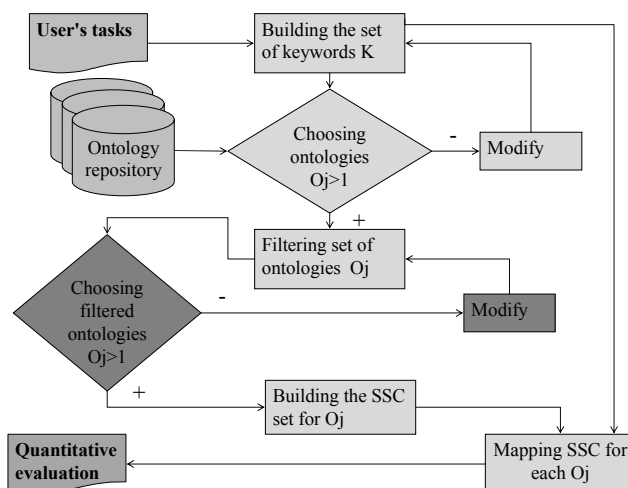 User's tasks
Building the set
of keywords K
Ontology
repository
Choosing
ontologies
Oj>1
-
Modify
+
Filtering set of
ontologies Oj
Choosing
filtered
ontologies
Oj>1
-
Modify
+
Building the SSC
set for Oj
Quantitative
evaluation
Mapping SSC for
each Oj